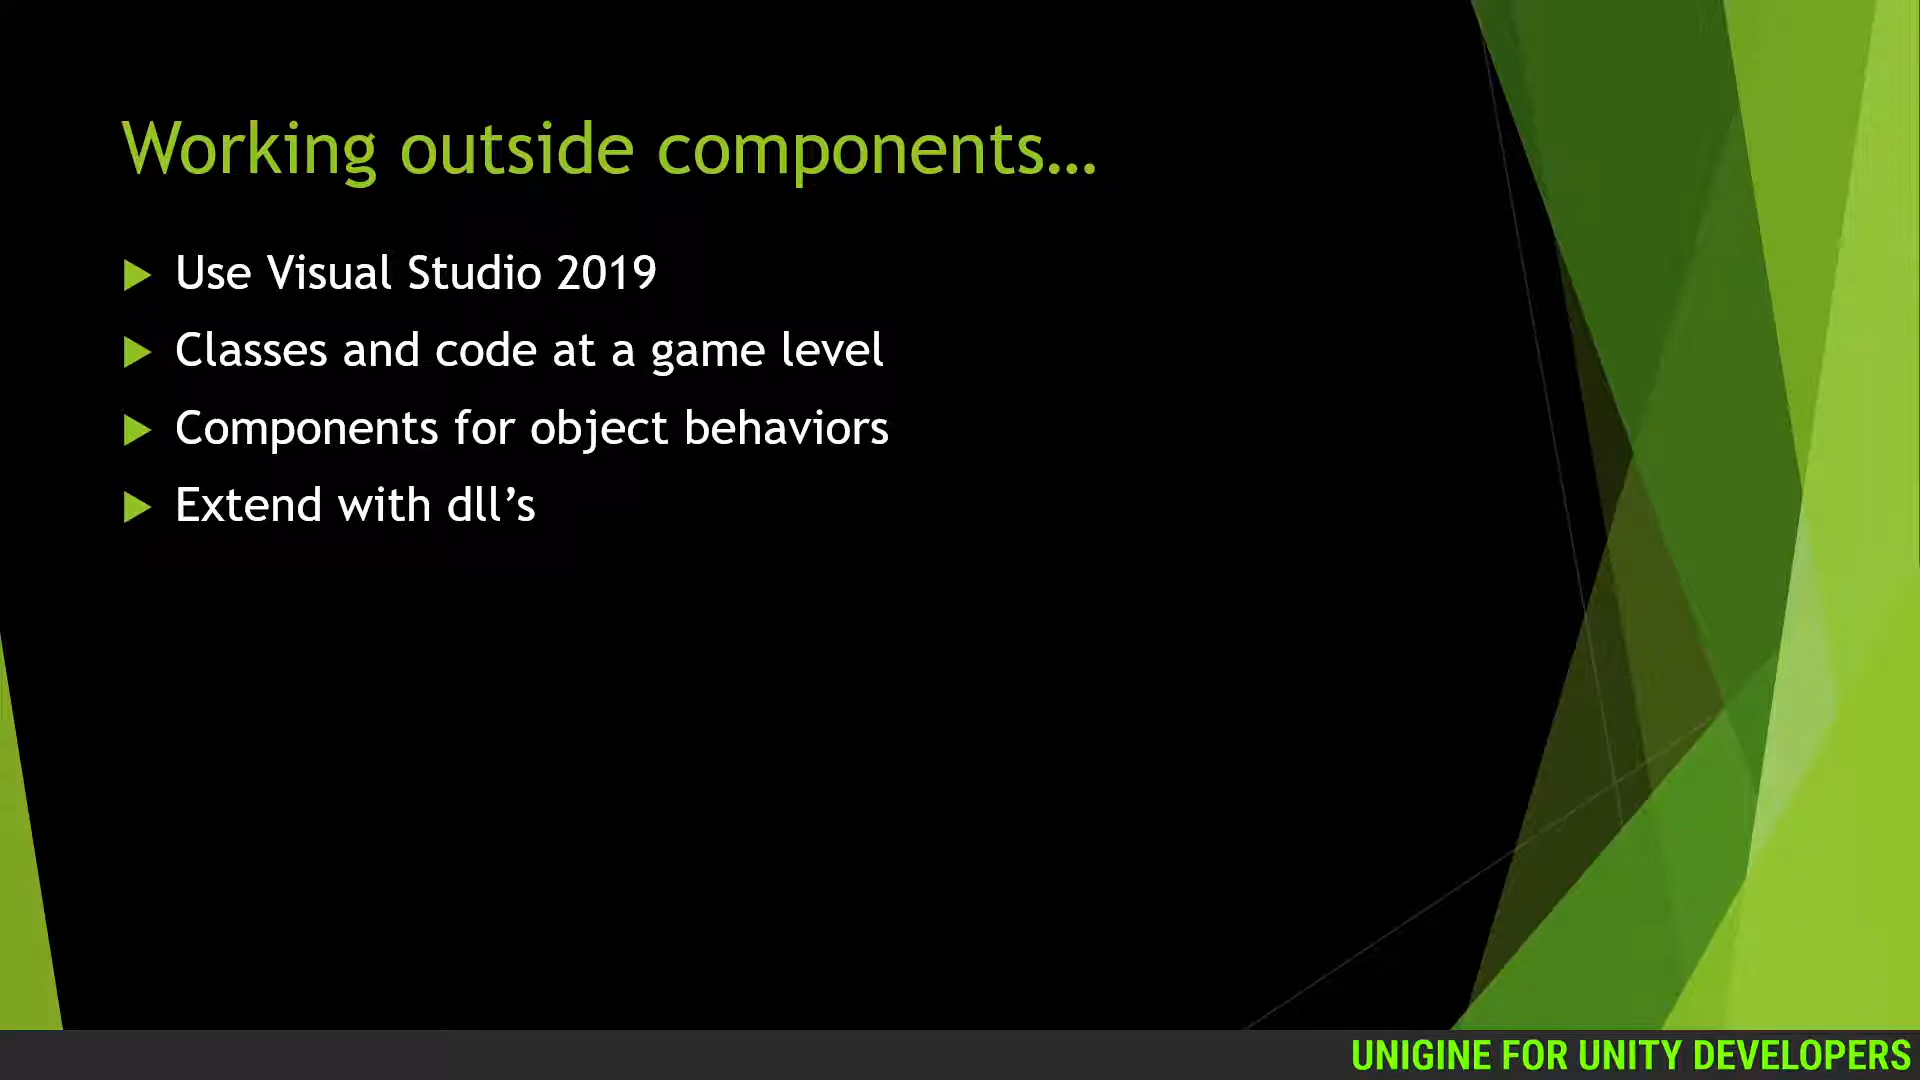 Working outside components…
Use Visual Studio 2019
Classes and code at a game level
Components for object behaviors
Extend with dll’s
UNIGINE FOR UNITY DEVELOPERS